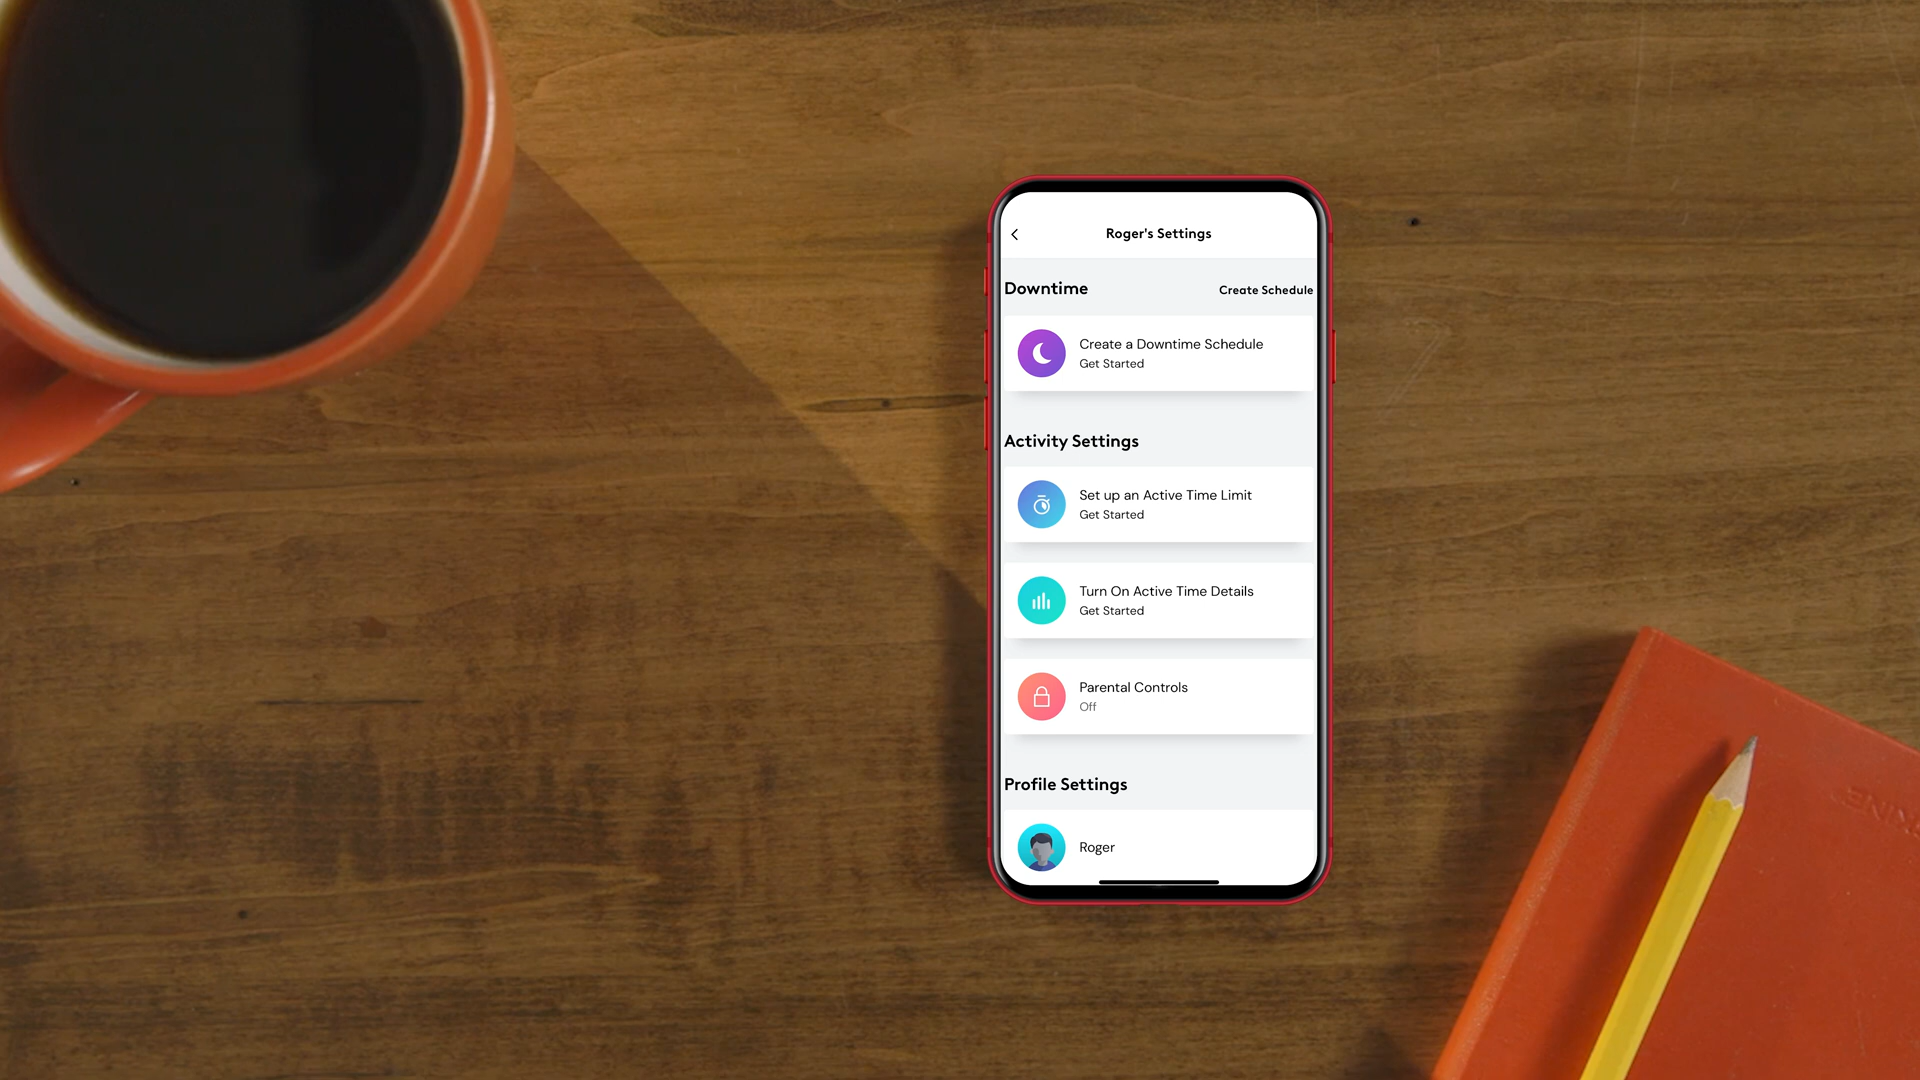 Roger's Settings
Downtime
Create Schedule
Create a Downtime Schedule
Get Started
Activity Settings
Set up an Active Time Limit
Get Started
Turn On Active Time Details
Get Started
Parental Controls
Off
Profile Settings
Roger